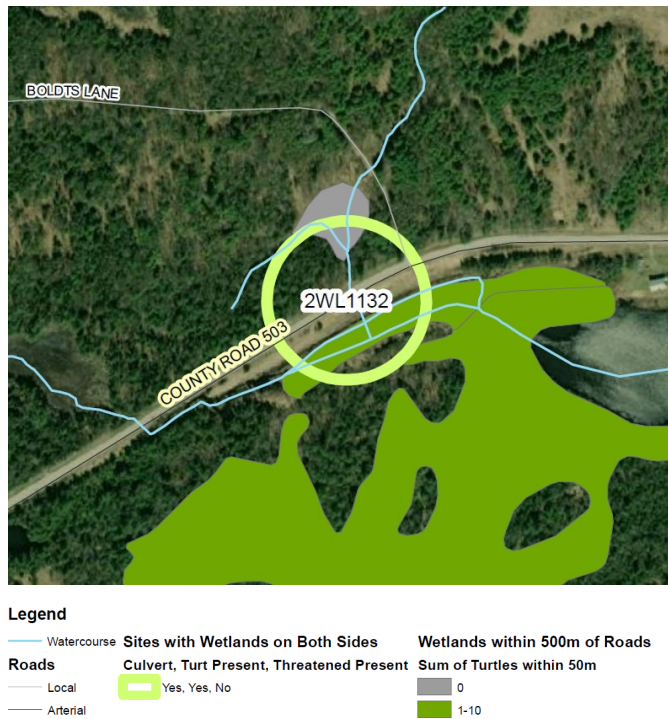 BOLDTS LANE
2WL1132
COUNTY ROAD 503
Legend
Watercourse
Roads
Local
Arterial
Sites with Wetlands on Both Sides
Culvert, Turt Present, Threatened Present
Yes, Yes, No
Wetlands within 500m of Roads
Sum of Turtles within 50m
0
1-10